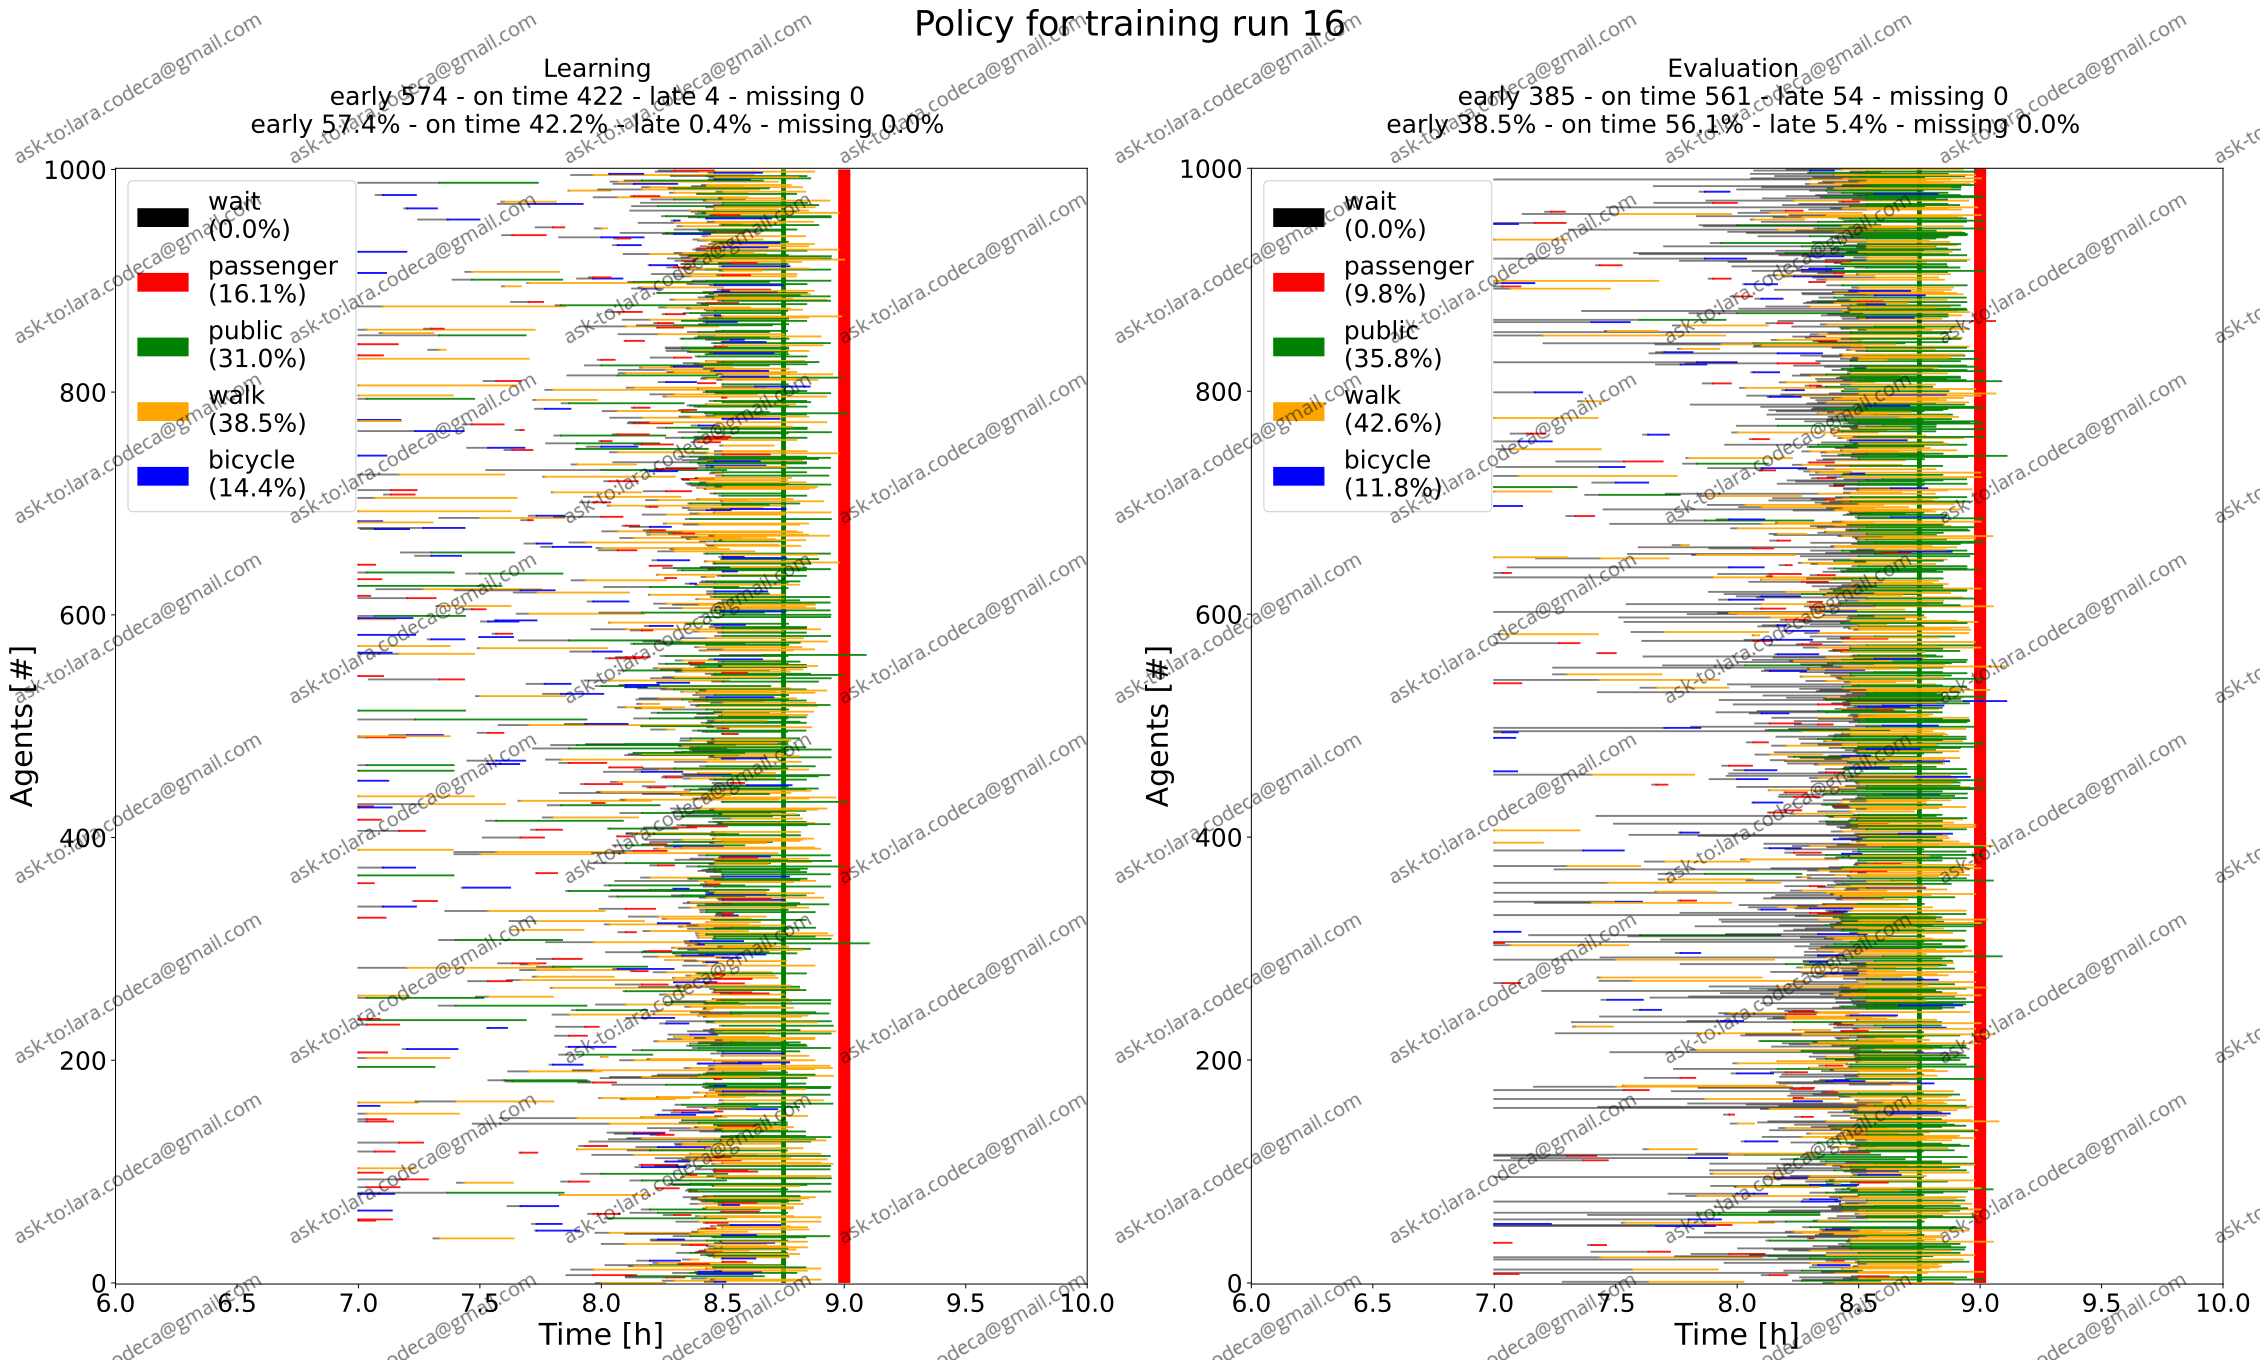 Policy for training run 16
Learning
early 574 - on time 422 - late 4 - missing 0
early 57.4% - on time 42.2% - late 0.4% - missing 0.0%
1000
800
600
400
200
0
Agents [#]
wait
(0.0%)
passenger
(16.1%)
public
(31.0%)
walk
(38.5%)
bicycle
(14.4%)
6.0 6.5 7.0 7.5 8.0 8.5 9.0 9.5 10.0
Time [h]
Evaluation
early 385 - on time 561 - late 54 - missing 0
early 38.5% - on time 56.1% - late 5.4% - missing 0.0%
1000
800
600
400
200
0
Agents [#]
wait
(0.0%)
passenger
(9.8%)
public
(35.8%)
walk
(42.6%)
bicycle
(11.8%)
6.0 6.5 7.0 7.5 8.0 8.5 9.0 9.5 10.0
Time [h]
ask-to:lara.codeca@gmail.com